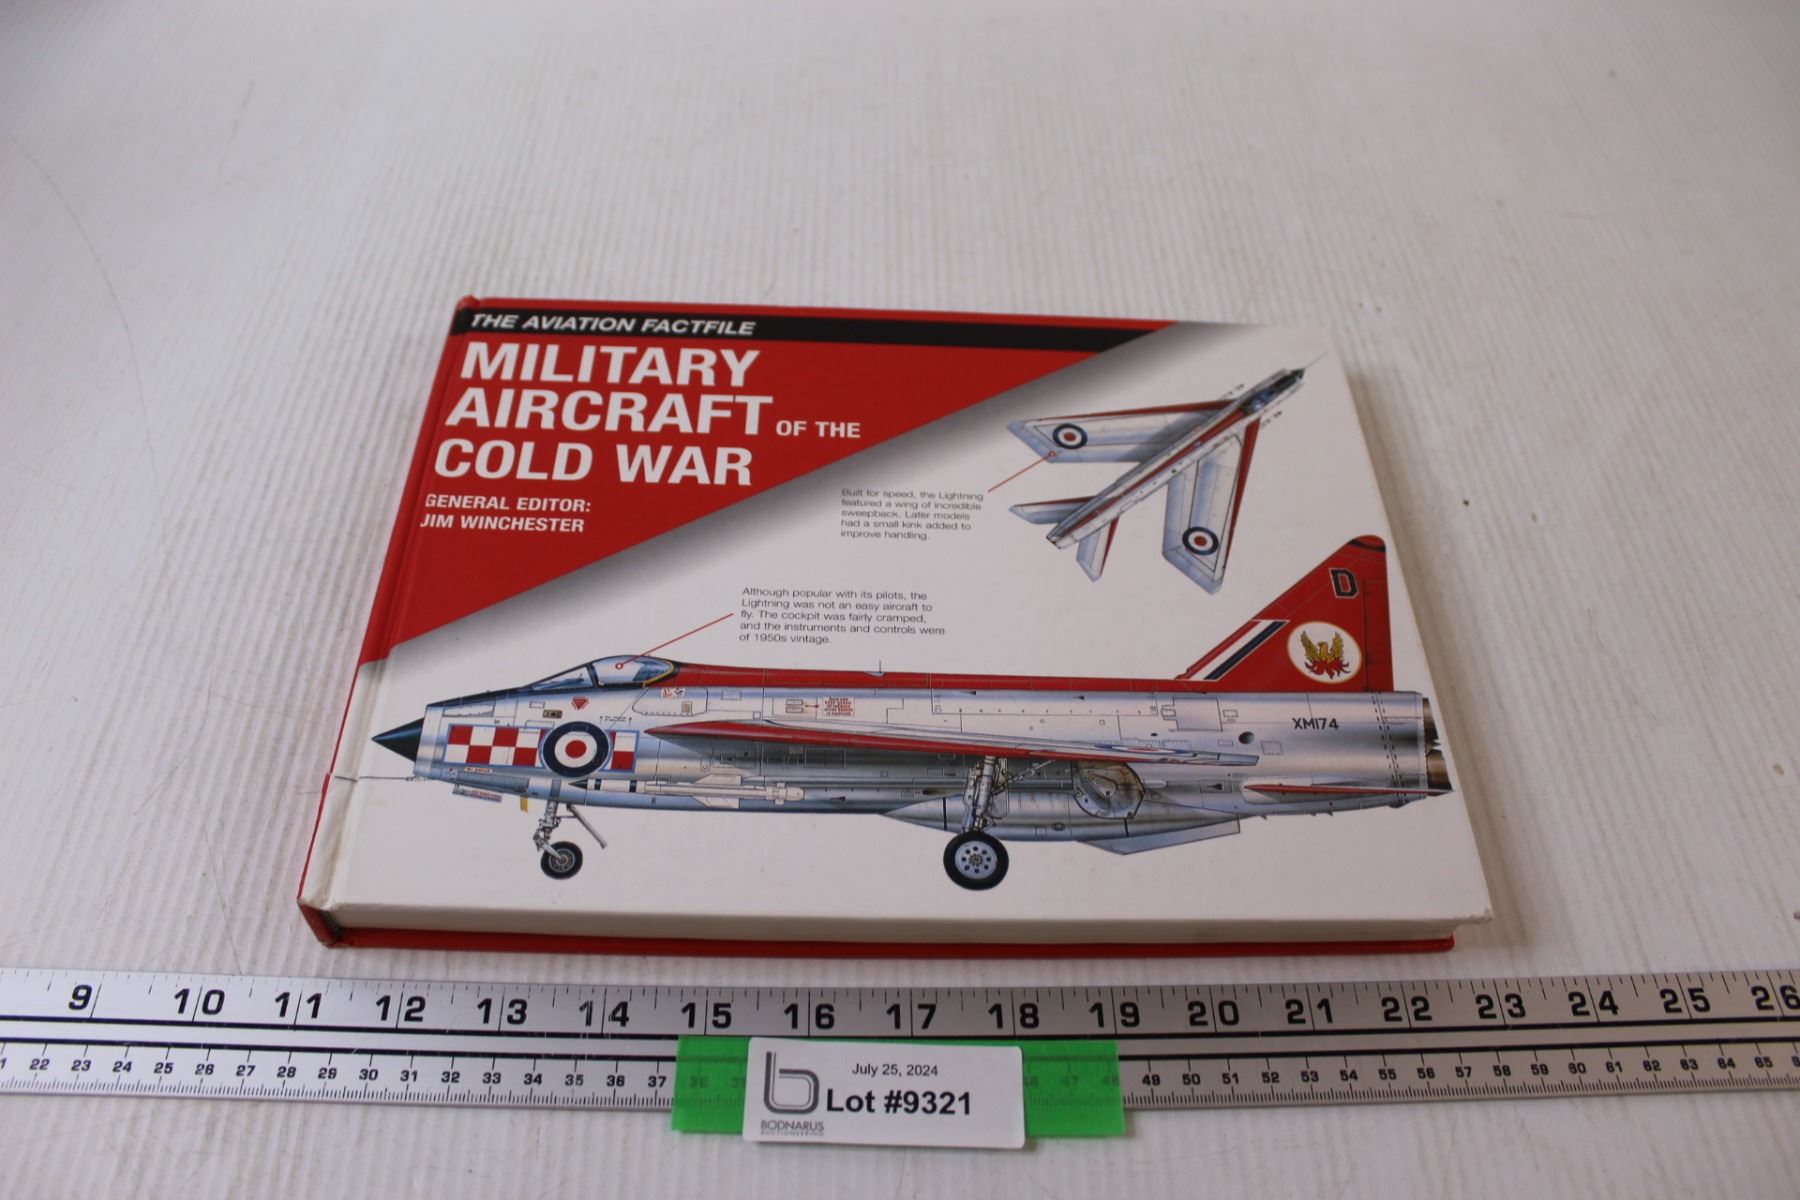 THE AVIATION FACTFILE
MILITARY
AIRCRAFT OF THE
COLD WAR
GENERAL EDITOR:
JIM WINCHESTER
Built for speed, the Lightning
featured a wing of incredible
sweepback. Later models
had a small kink added to
improve handling.
Although popular with its pilots, the
Lightning was not an easy aircraft to
fly. The cockpit was fairly cramped,
and the instruments and controls were
of 1950s vintage.
D
XM174
9 10 11 12 13 14 15 16 17 18 19 20 21 22 23 24 25 26
22 23 24 25 26 27 28 29 30 31 32 33 34 35 36 37 38 46 47 48 49 50 51 52 53 54 55 56 57 58 59 60 61 62 63 64 65
July 25, 2024
Lot #9321
BODNARUS
AUCTIONEERING